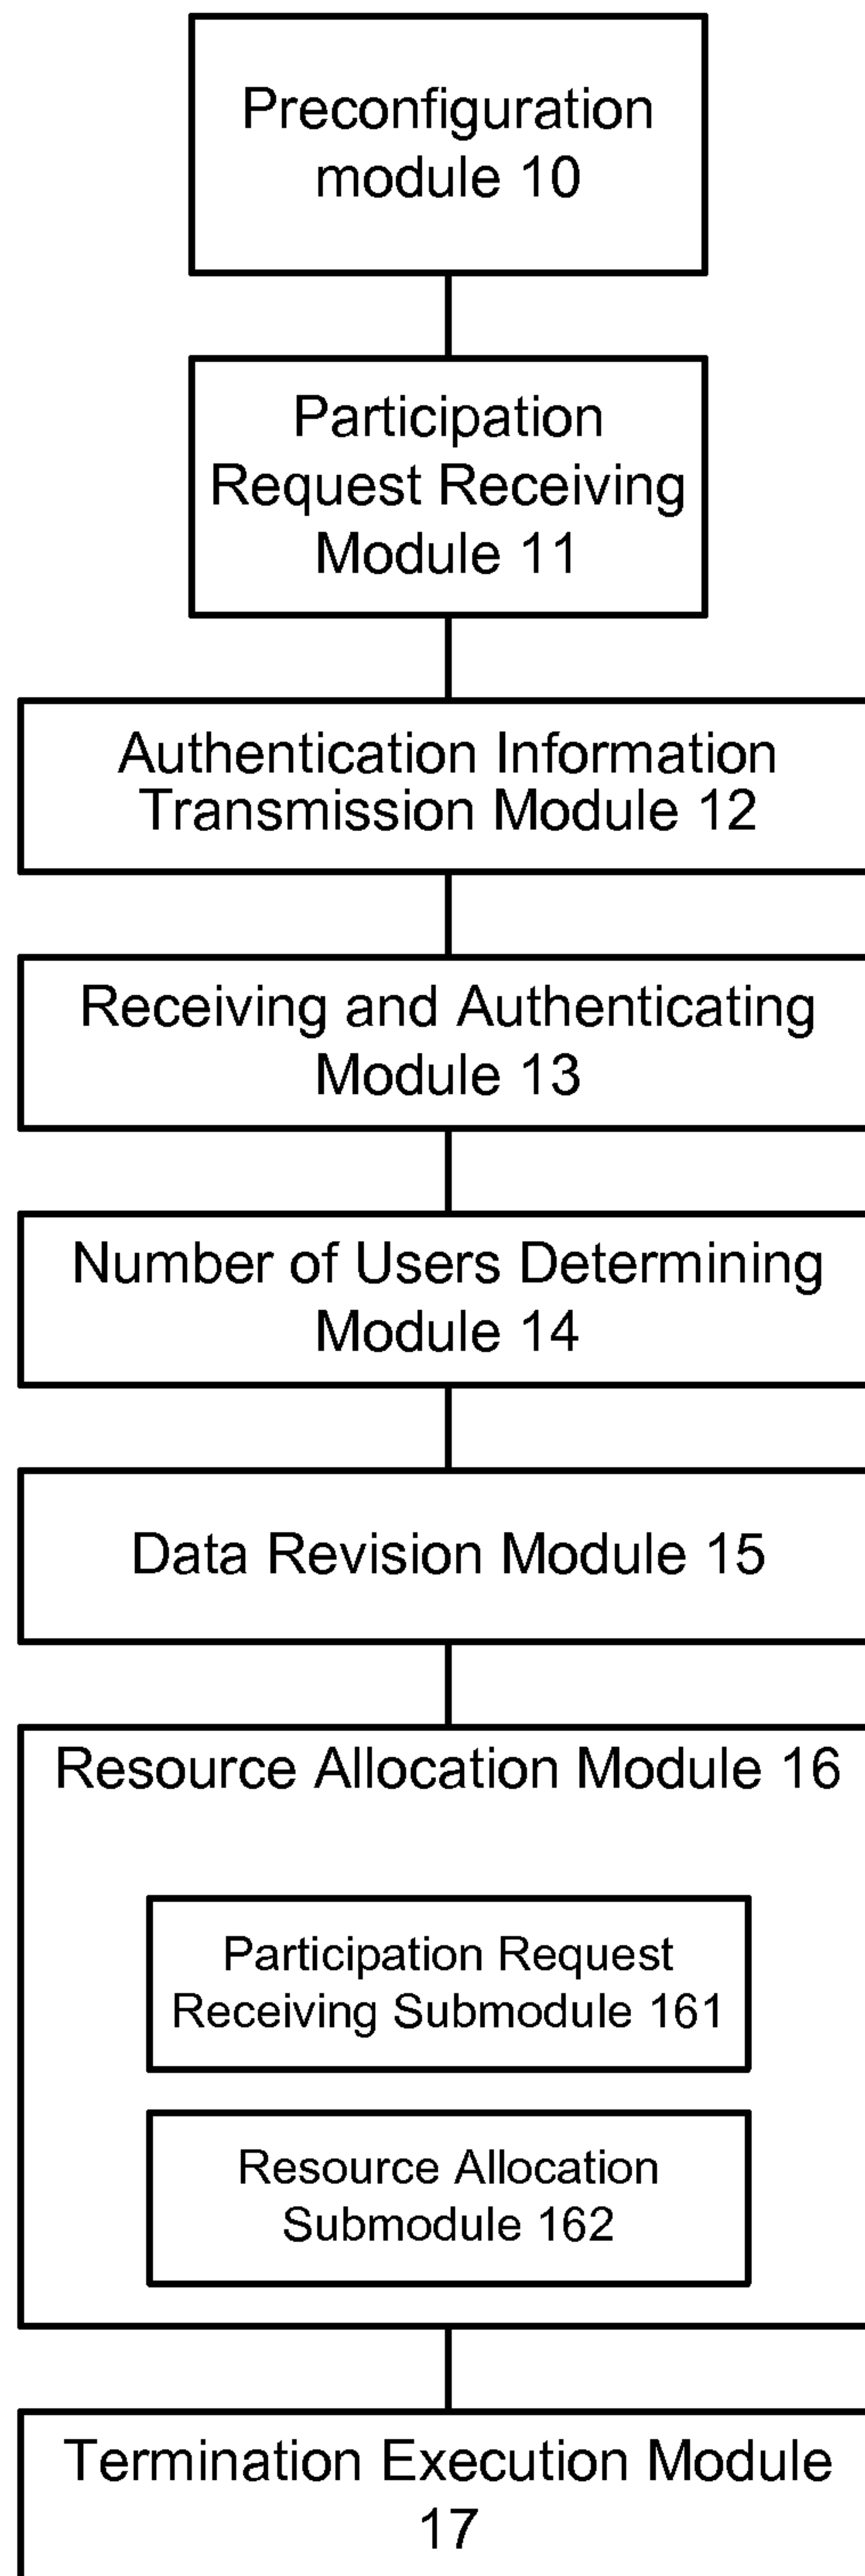 Preconfiguration
module 10
Participation
Request Receiving
Module 11
Authentication Information
Transmission Module 12
Receiving and Authenticating
Module 13
Number of Users Determining
Module 14
Data Revision Module 15
Resource Allocation Module 16
Participation Request
Receiving Submodule 161
Resource Allocation
Submodule 162
Termination Execution Module
17